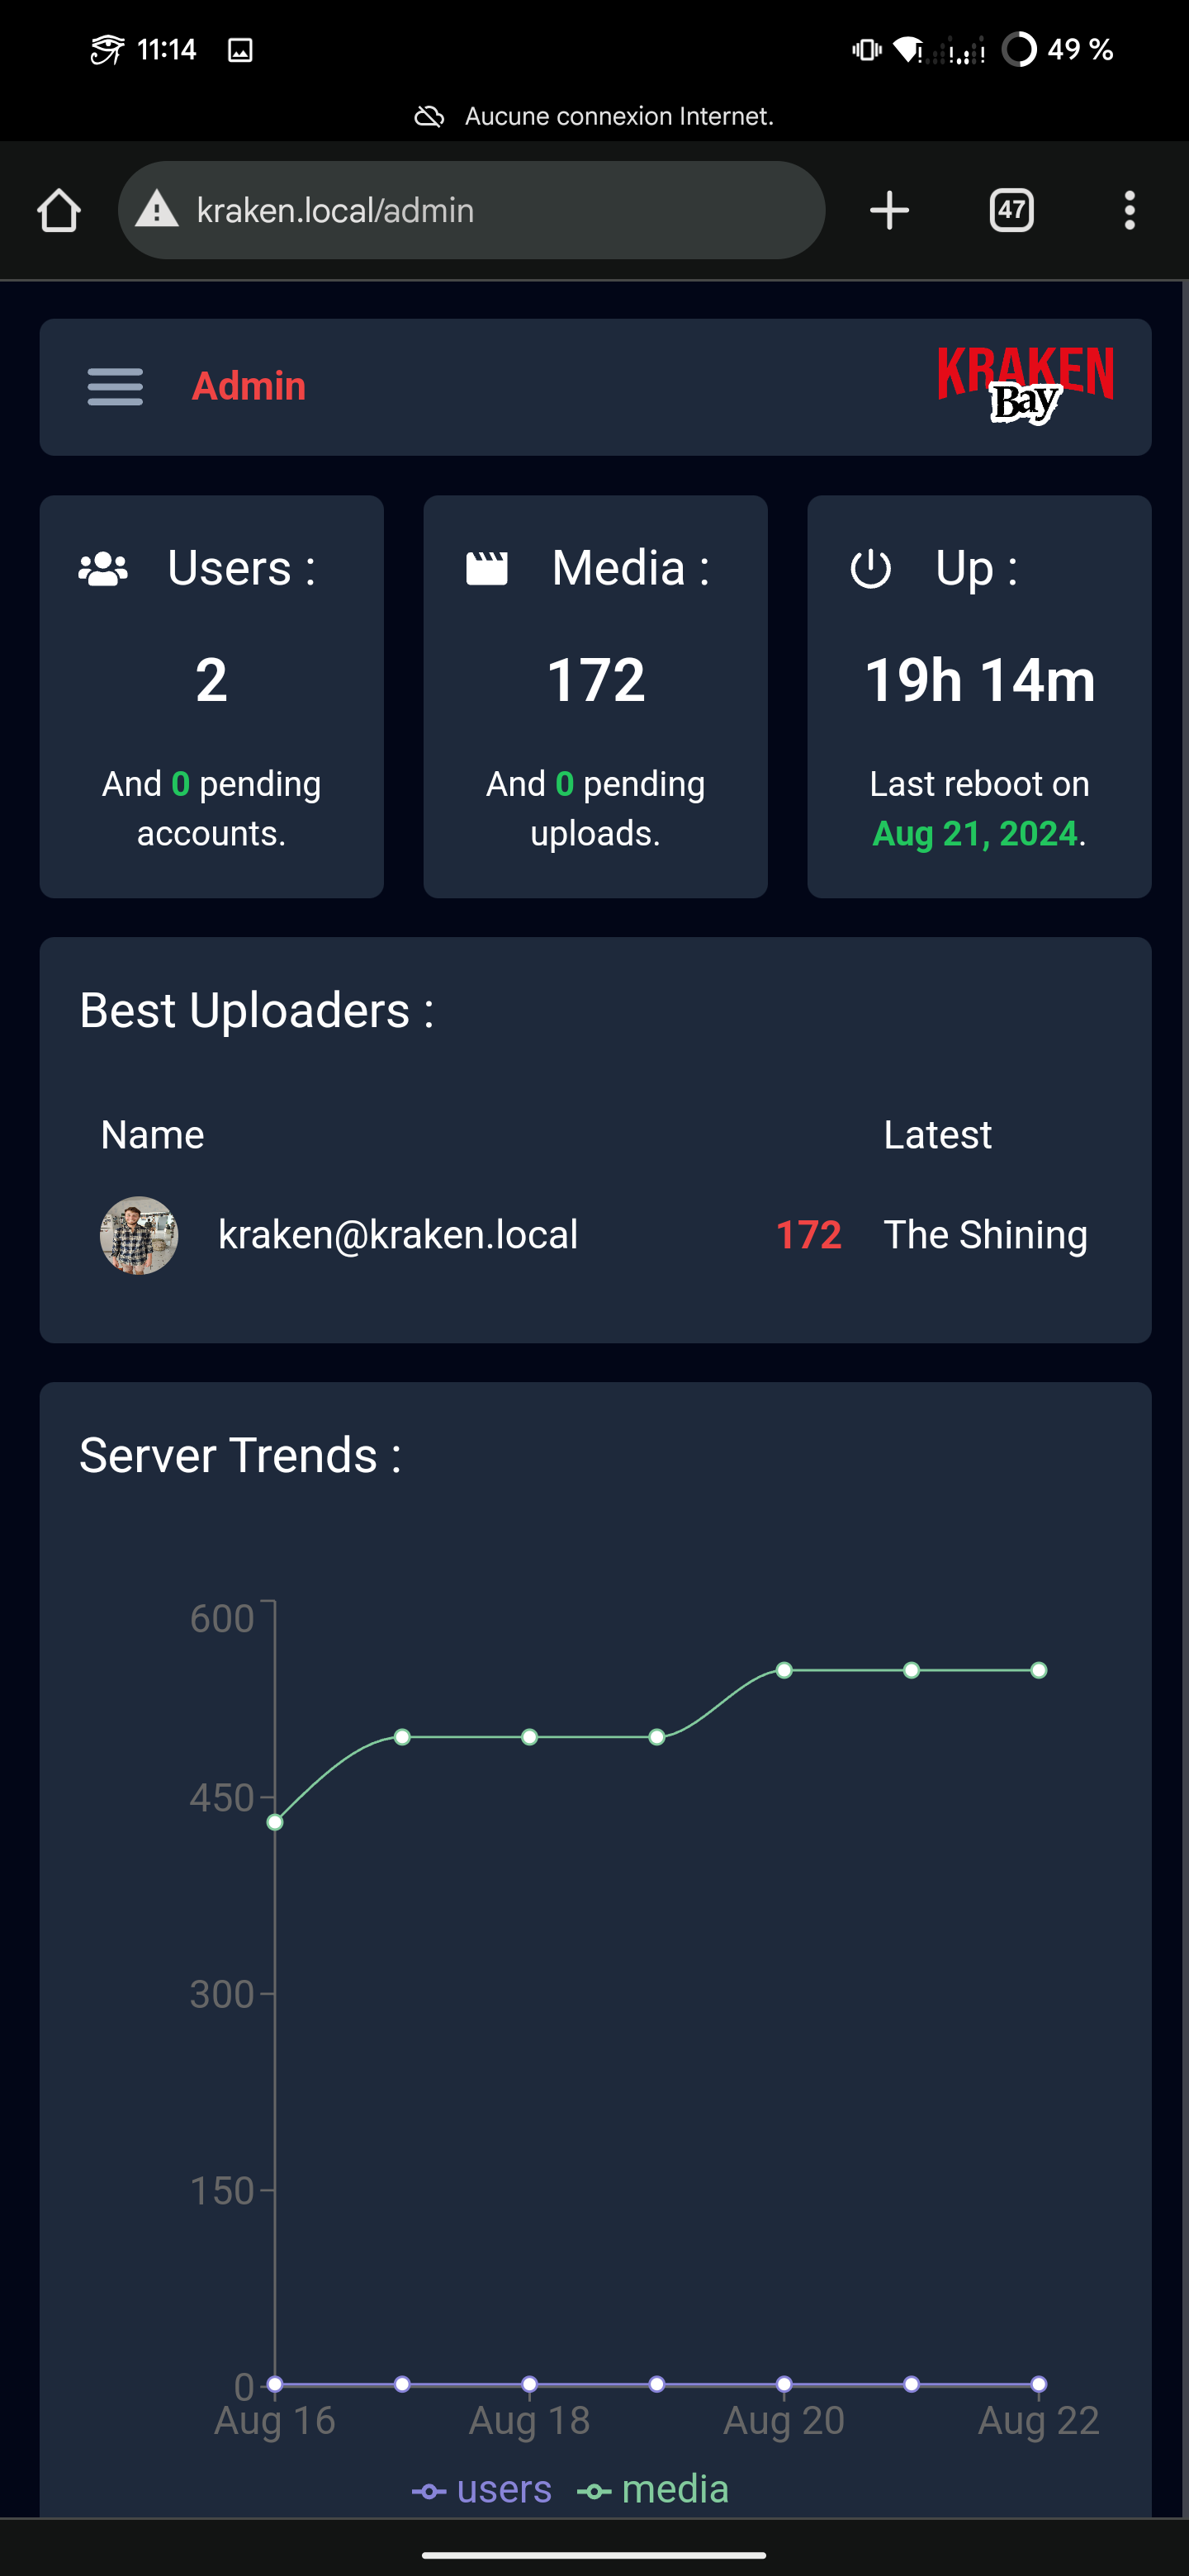 11:14
49 %
Aucune connexion Internet.
kraken.local/admin
47
Admin
KRAKEN
Bay
Users :
2
And 0 pending
accounts.
Media :
172
And 0 pending
uploads.
Up :
19h 14m
Last reboot on
Aug 21, 2024.
Best Uploaders :
Name Latest
kraken@kraken.local 172 The Shining
Server Trends :
600
450
300
150
0
Aug 16 Aug 18 Aug 20 Aug 22
users media